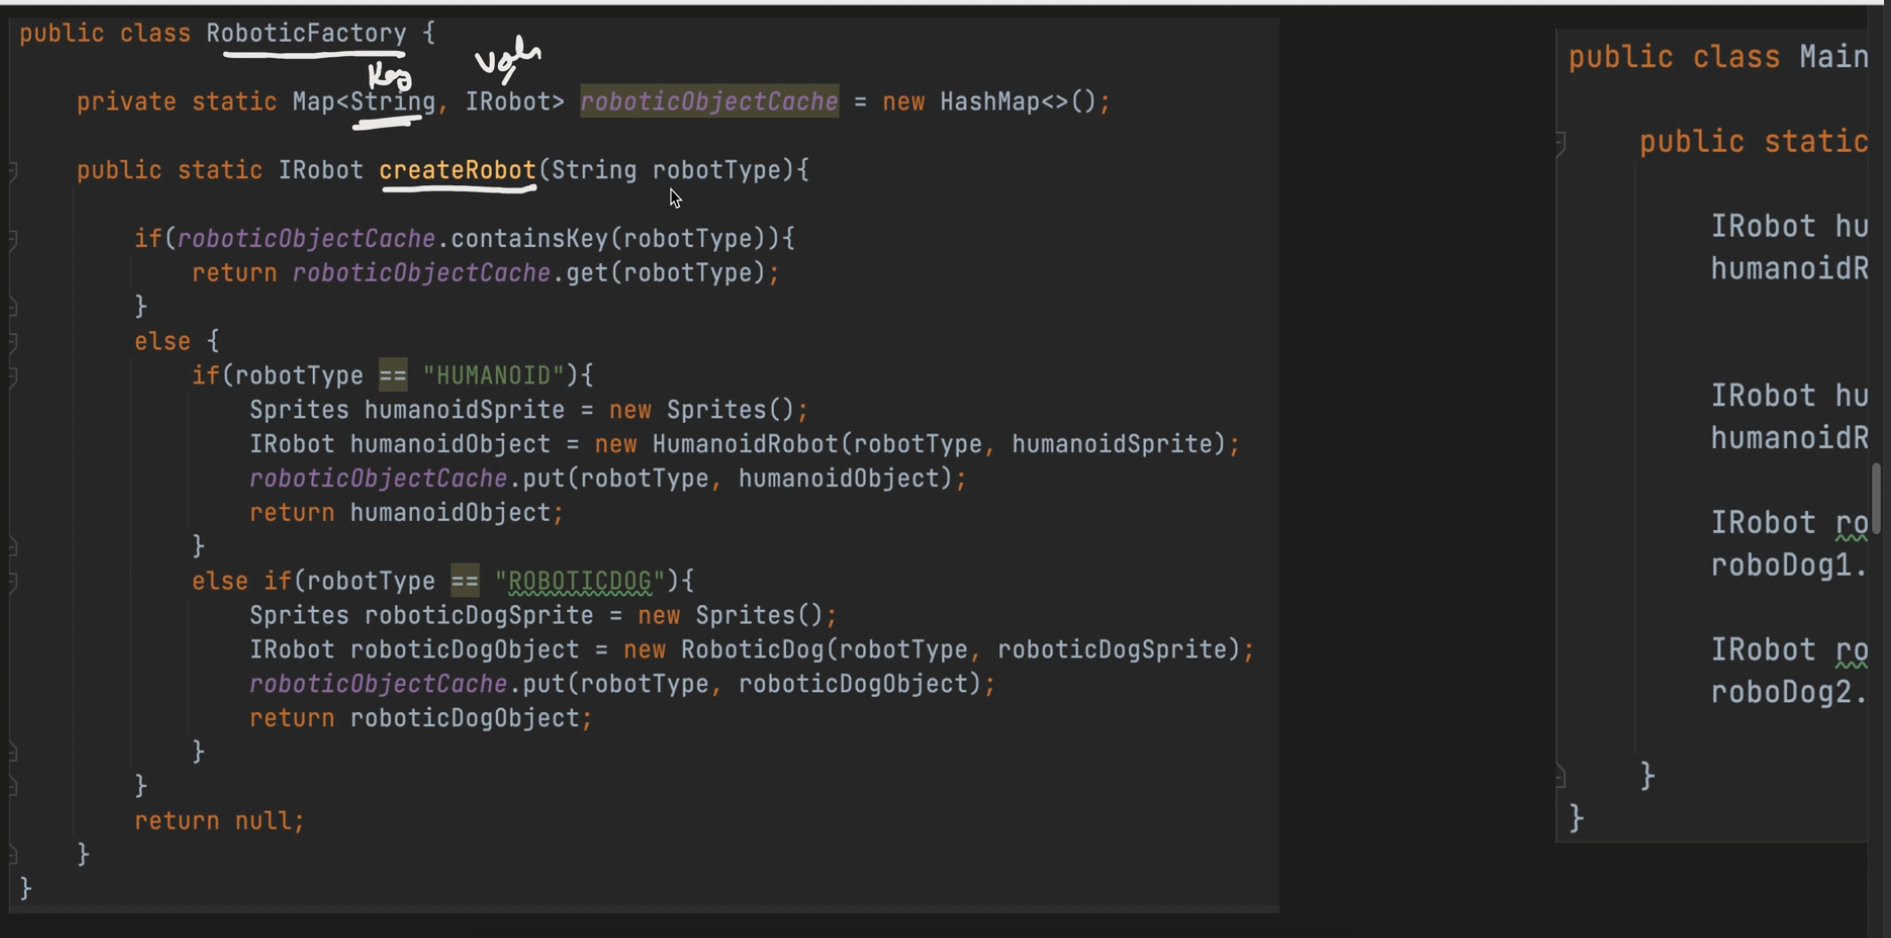 public class RoboticFactory {
Key
private static Map<String, IRobot> roboticObjectCache = new HashMap<>();
public static IRobot createRobot(String robotType){
if(roboticObjectCache.containsKey(robotType)){
return roboticObjectCache.get(robotType);
}
else {
if(robotType == "HUMANOID"){
Sprites humanoidSprite = new Sprites();
IRobot humanoidObject = new HumanoidRobot(robotType, humanoidSprite);
roboticObjectCache.put(robotType, humanoidObject);
return humanoidObject;
}
else if(robotType == "ROBOTICDOG"){
Sprites roboticDogSprite = new Sprites();
IRobot roboticDogObject = new RoboticDog(robotType, roboticDogSprite);
roboticObjectCache.put(robotType, roboticDogObject);
return roboticDogObject;
}
}
return null;
}
}
public class Main
public static
IRobot hu
humanoidR
IRobot hu
humanoidR
IRobot ro
roboDog1.
IRobot ro
roboDog2.
}
}